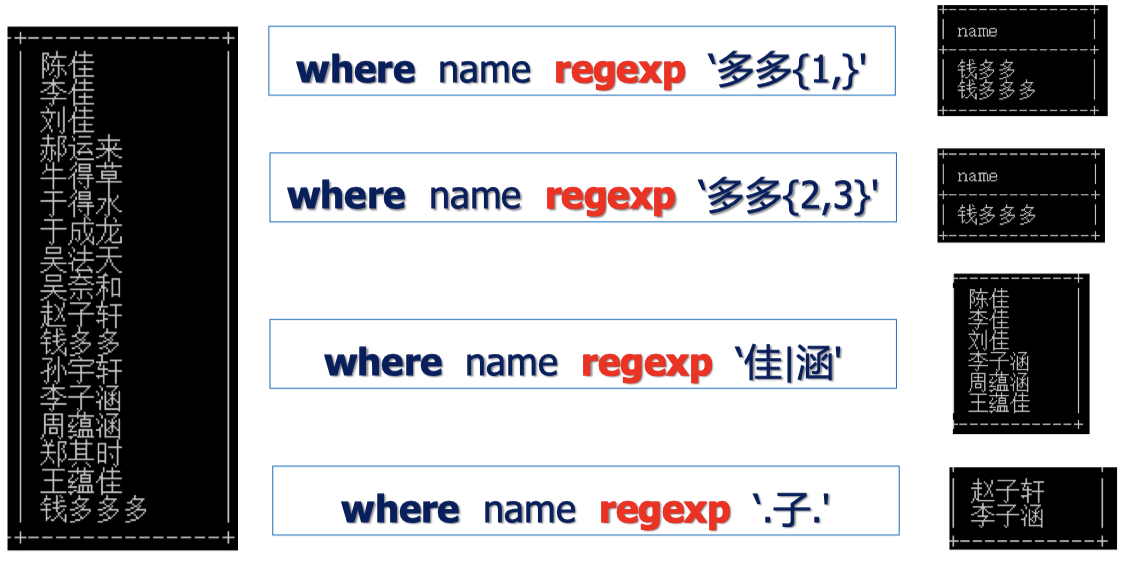 陈佳
李佳
刘佳
郝运来
牛得草
于得水
于成龙
吴法天
吴奈和
赵子轩
钱多多
孙宇轩
李子涵
周蕴涵
郑其时
王蕴佳
钱多多多
where name regexp ‘多多{1,}'
name
钱多多
钱多多多
where name regexp ‘多多{2,3}'
name
钱多多多
where name regexp ‘佳|涵'
陈佳
李佳
刘佳
李子涵
周蕴涵
王蕴佳
where name regexp ‘.子.'
赵子轩
李子涵